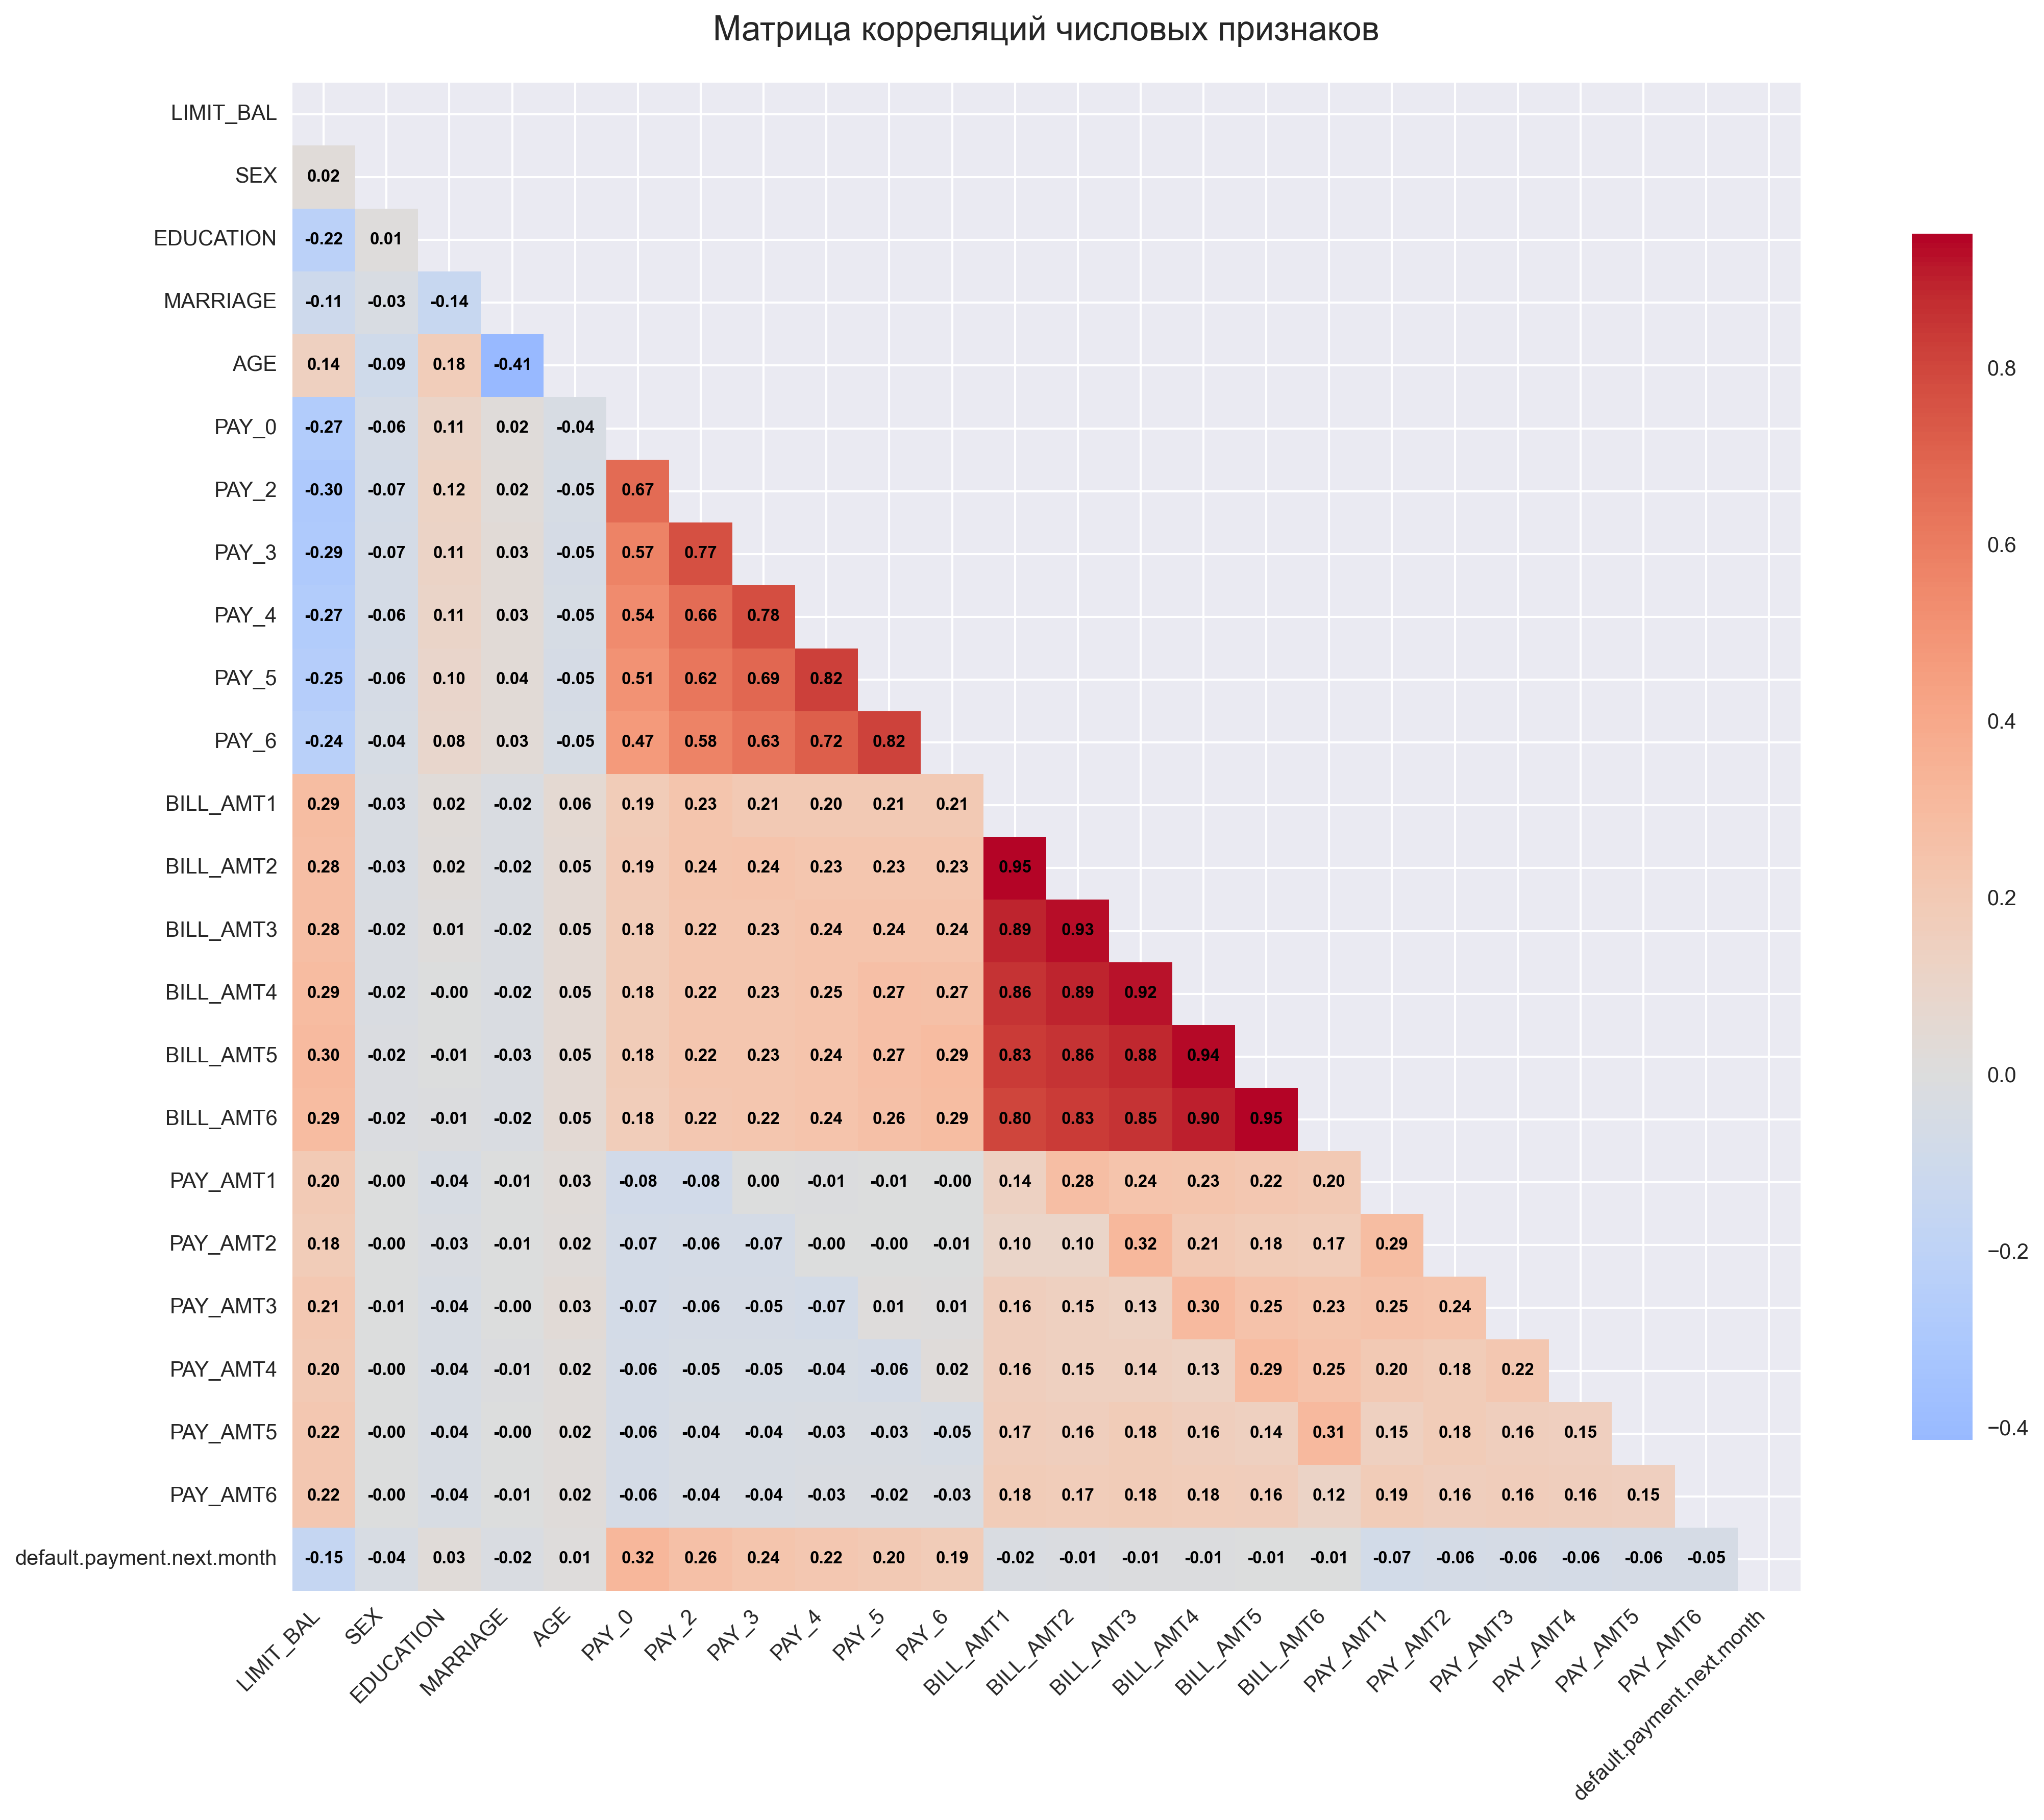 Матрица корреляций числовых признаков
LIMIT_BAL
SEX 0.02
EDUCATION -0.22 0.01
MARRIAGE -0.11 -0.03 -0.14
AGE 0.14 -0.09 0.18 -0.41
PAY_0 -0.27 -0.06 0.11 0.02 -0.04
PAY_2 -0.30 -0.07 0.12 0.02 -0.05 0.67
PAY_3 -0.29 -0.07 0.11 0.03 -0.05 0.57 0.77
PAY_4 -0.27 -0.06 0.11 0.03 -0.05 0.54 0.66 0.78
PAY_5 -0.25 -0.06 0.10 0.04 -0.05 0.51 0.62 0.69 0.82
PAY_6 -0.24 -0.04 0.08 0.03 -0.05 0.47 0.58 0.63 0.72 0.82
BILL_AMT1 0.29 -0.03 0.02 -0.02 0.06 0.19 0.23 0.21 0.20 0.21 0.21
BILL_AMT2 0.28 -0.03 0.02 -0.02 0.05 0.19 0.24 0.24 0.23 0.23 0.23 0.95
BILL_AMT3 0.28 -0.02 0.01 -0.02 0.05 0.18 0.22 0.23 0.24 0.24 0.24 0.89 0.93
BILL_AMT4 0.29 -0.02 -0.00 -0.02 0.05 0.18 0.22 0.23 0.25 0.27 0.27 0.86 0.89 0.92
BILL_AMT5 0.30 -0.02 -0.01 -0.03 0.05 0.18 0.22 0.23 0.24 0.27 0.29 0.83 0.86 0.88 0.94
BILL_AMT6 0.29 -0.02 -0.01 -0.02 0.05 0.18 0.22 0.22 0.24 0.26 0.29 0.80 0.83 0.85 0.90 0.95
PAY_AMT1 0.20 -0.00 -0.04 -0.01 0.03 -0.08 -0.08 0.00 -0.01 -0.01 -0.00 0.14 0.28 0.24 0.23 0.22 0.20
PAY_AMT2 0.18 -0.00 -0.03 -0.01 0.02 -0.07 -0.06 -0.07 -0.00 -0.00 -0.01 0.10 0.10 0.32 0.21 0.18 0.17 0.29
PAY_AMT3 0.21 -0.01 -0.04 -0.00 0.03 -0.07 -0.06 -0.05 -0.07 0.01 0.01 0.16 0.15 0.13 0.30 0.25 0.23 0.25 0.24
PAY_AMT4 0.20 -0.00 -0.04 -0.01 0.02 -0.06 -0.05 -0.05 -0.04 -0.06 0.02 0.16 0.15 0.14 0.13 0.29 0.25 0.20 0.18 0.22
PAY_AMT5 0.22 -0.00 -0.04 -0.00 0.02 -0.06 -0.04 -0.04 -0.03 -0.03 -0.05 0.17 0.16 0.18 0.16 0.14 0.31 0.15 0.18 0.16 0.15
PAY_AMT6 0.22 -0.00 -0.04 -0.01 0.02 -0.06 -0.04 -0.04 -0.03 -0.02 -0.03 0.18 0.17 0.18 0.18 0.16 0.12 0.19 0.16 0.16 0.16 0.15
default.payment.next.month -0.15 -0.04 0.03 -0.02 0.01 0.32 0.26 0.24 0.22 0.20 0.19 -0.02 -0.01 -0.01 -0.01 -0.01 -0.01 -0.07 -0.06 -0.06 -0.06 -0.06 -0.05
LIMIT_BAL SEX EDUCATION MARRIAGE AGE PAY_0 PAY_2 PAY_3 PAY_4 PAY_5 PAY_6 BILL_AMT1 BILL_AMT2 BILL_AMT3 BILL_AMT4 BILL_AMT5 BILL_AMT6 PAY_AMT1 PAY_AMT2 PAY_AMT3 PAY_AMT4 PAY_AMT5 PAY_AMT6 default.payment.next.month
0.8
0.6
0.4
0.2
0.0
−0.2
−0.4